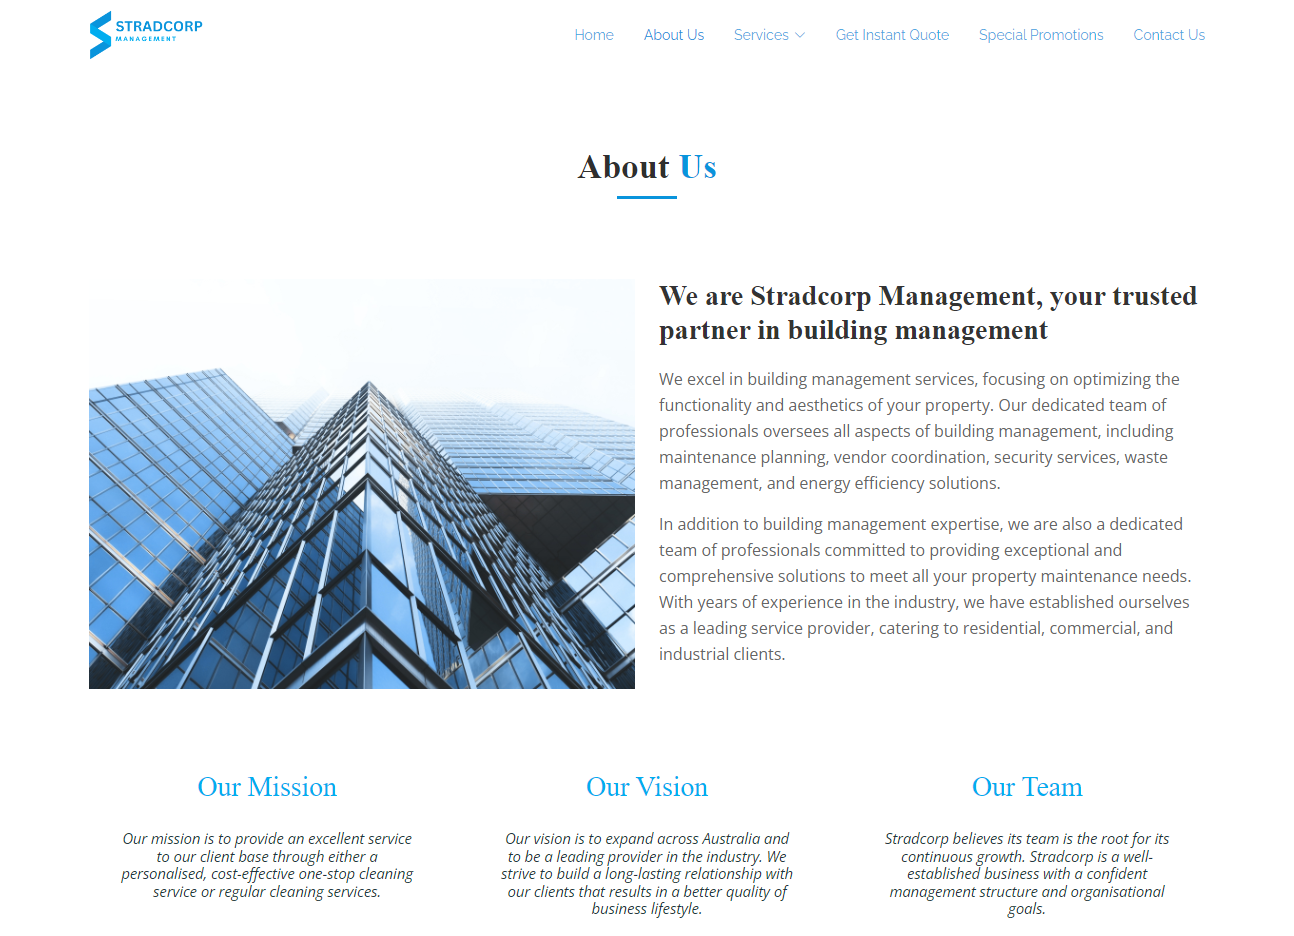 STRADCORP
MANAGEMENT
Home About Us Services Get Instant Quote Special Promotions Contact Us
About Us
We are Stradcorp Management, your trusted
partner in building management
We excel in building management services, focusing on optimizing the
functionality and aesthetics of your property. Our dedicated team of
professionals oversees all aspects of building management, including
maintenance planning, vendor coordination, security services, waste
management, and energy efficiency solutions.
In addition to building management expertise, we are also a dedicated
team of professionals committed to providing exceptional and
comprehensive solutions to meet all your property maintenance needs.
With years of experience in the industry, we have established ourselves
as a leading service provider, catering to residential, commercial, and
industrial clients.
Our Mission
Our mission is to provide an excellent service
to our client base through either a
personalised, cost-effective one-stop cleaning
service or regular cleaning services.
Our Vision
Our vision is to expand across Australia and
to be a leading provider in the industry. We
strive to build a long-lasting relationship with
our clients that results in a better quality of
business lifestyle.
Our Team
Stradcorp believes its team is the root for its
continuous growth. Stradcorp is a well-
established business with a confident
management structure and organisational
goals.